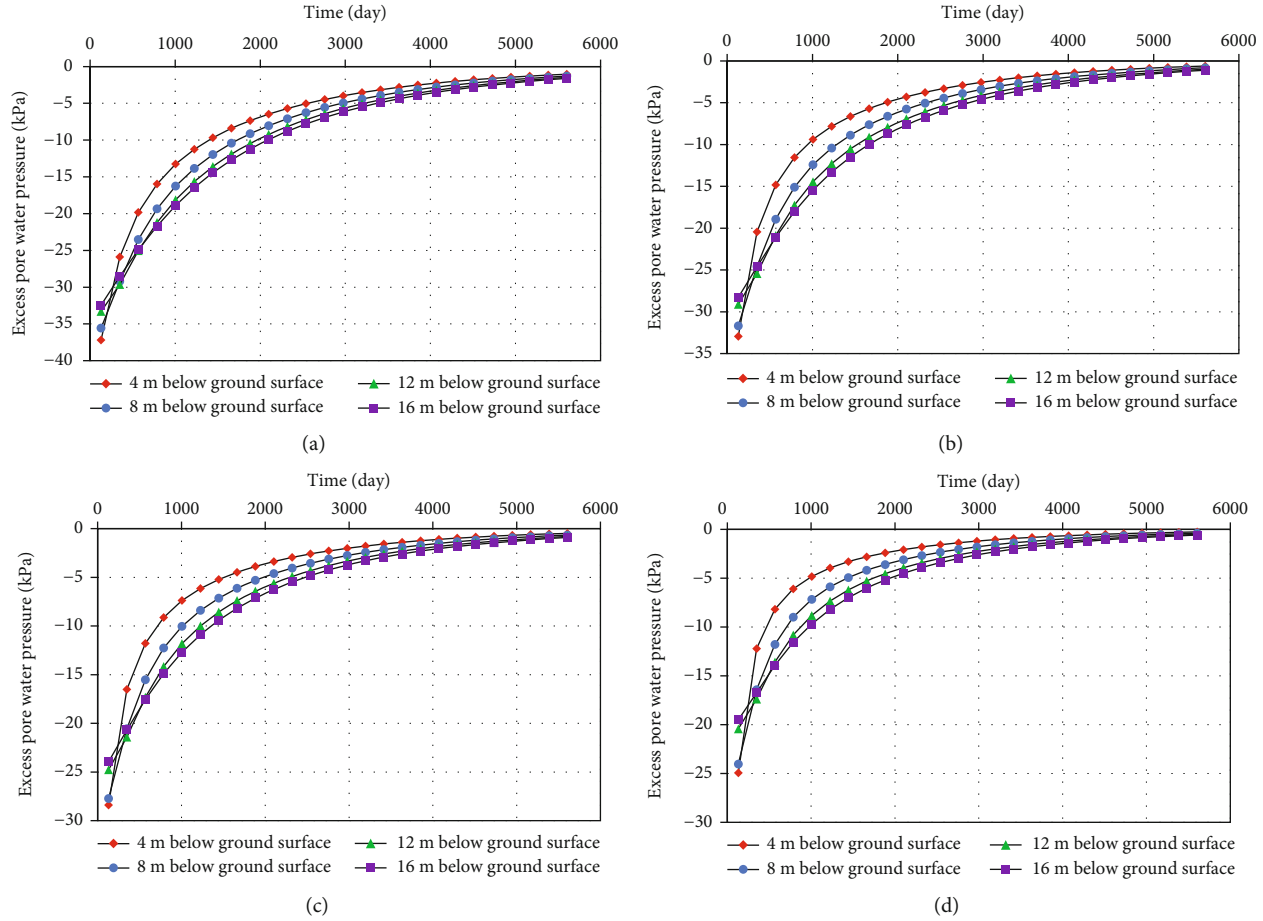 Time (day)
0 1000 2000 3000 4000 5000 6000
0
−5
−10
−15
−20
−25
−30
−35
−40
Excess pore water pressure (kPa)
4 m below ground surface 12 m below ground surface
8 m below ground surface 16 m below ground surface
(a)
Time (day)
0 1000 2000 3000 4000 5000 6000
0
−5
−10
−15
−20
−25
−30
−35
Excess pore water pressure (kPa)
4 m below ground surface 12 m below ground surface
8 m below ground surface 16 m below ground surface
(b)
Time (day)
0 1000 2000 3000 4000 5000 6000
0
−5
−10
−15
−20
−25
−30
Excess pore water pressure (kPa)
4 m below ground surface 12 m below ground surface
8 m below ground surface 16 m below ground surface
(c)
Time (day)
0 1000 2000 3000 4000 5000 6000
0
−5
−10
−15
−20
−25
−30
Excess pore water pressure (kPa)
4 m below ground surface 12 m below ground surface
8 m below ground surface 16 m below ground surface
(d)